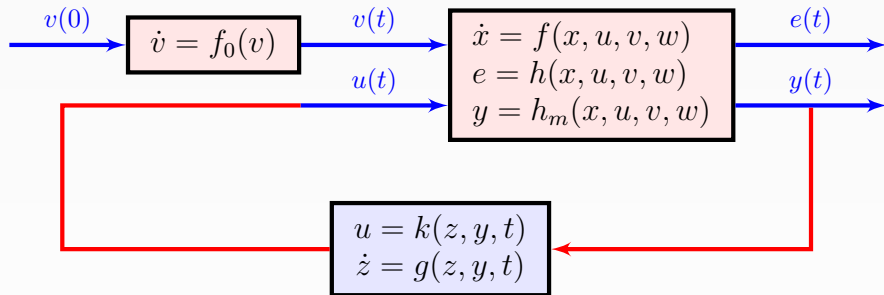 v(0)
v̇ = f₀(v)
v(t)
u(t)
ẋ = f(x, u, v, w)
e = h(x, u, v, w)
y = hₘ(x, u, v, w)
e(t)
y(t)
u = k(z, y, t)
ż = g(z, y, t)